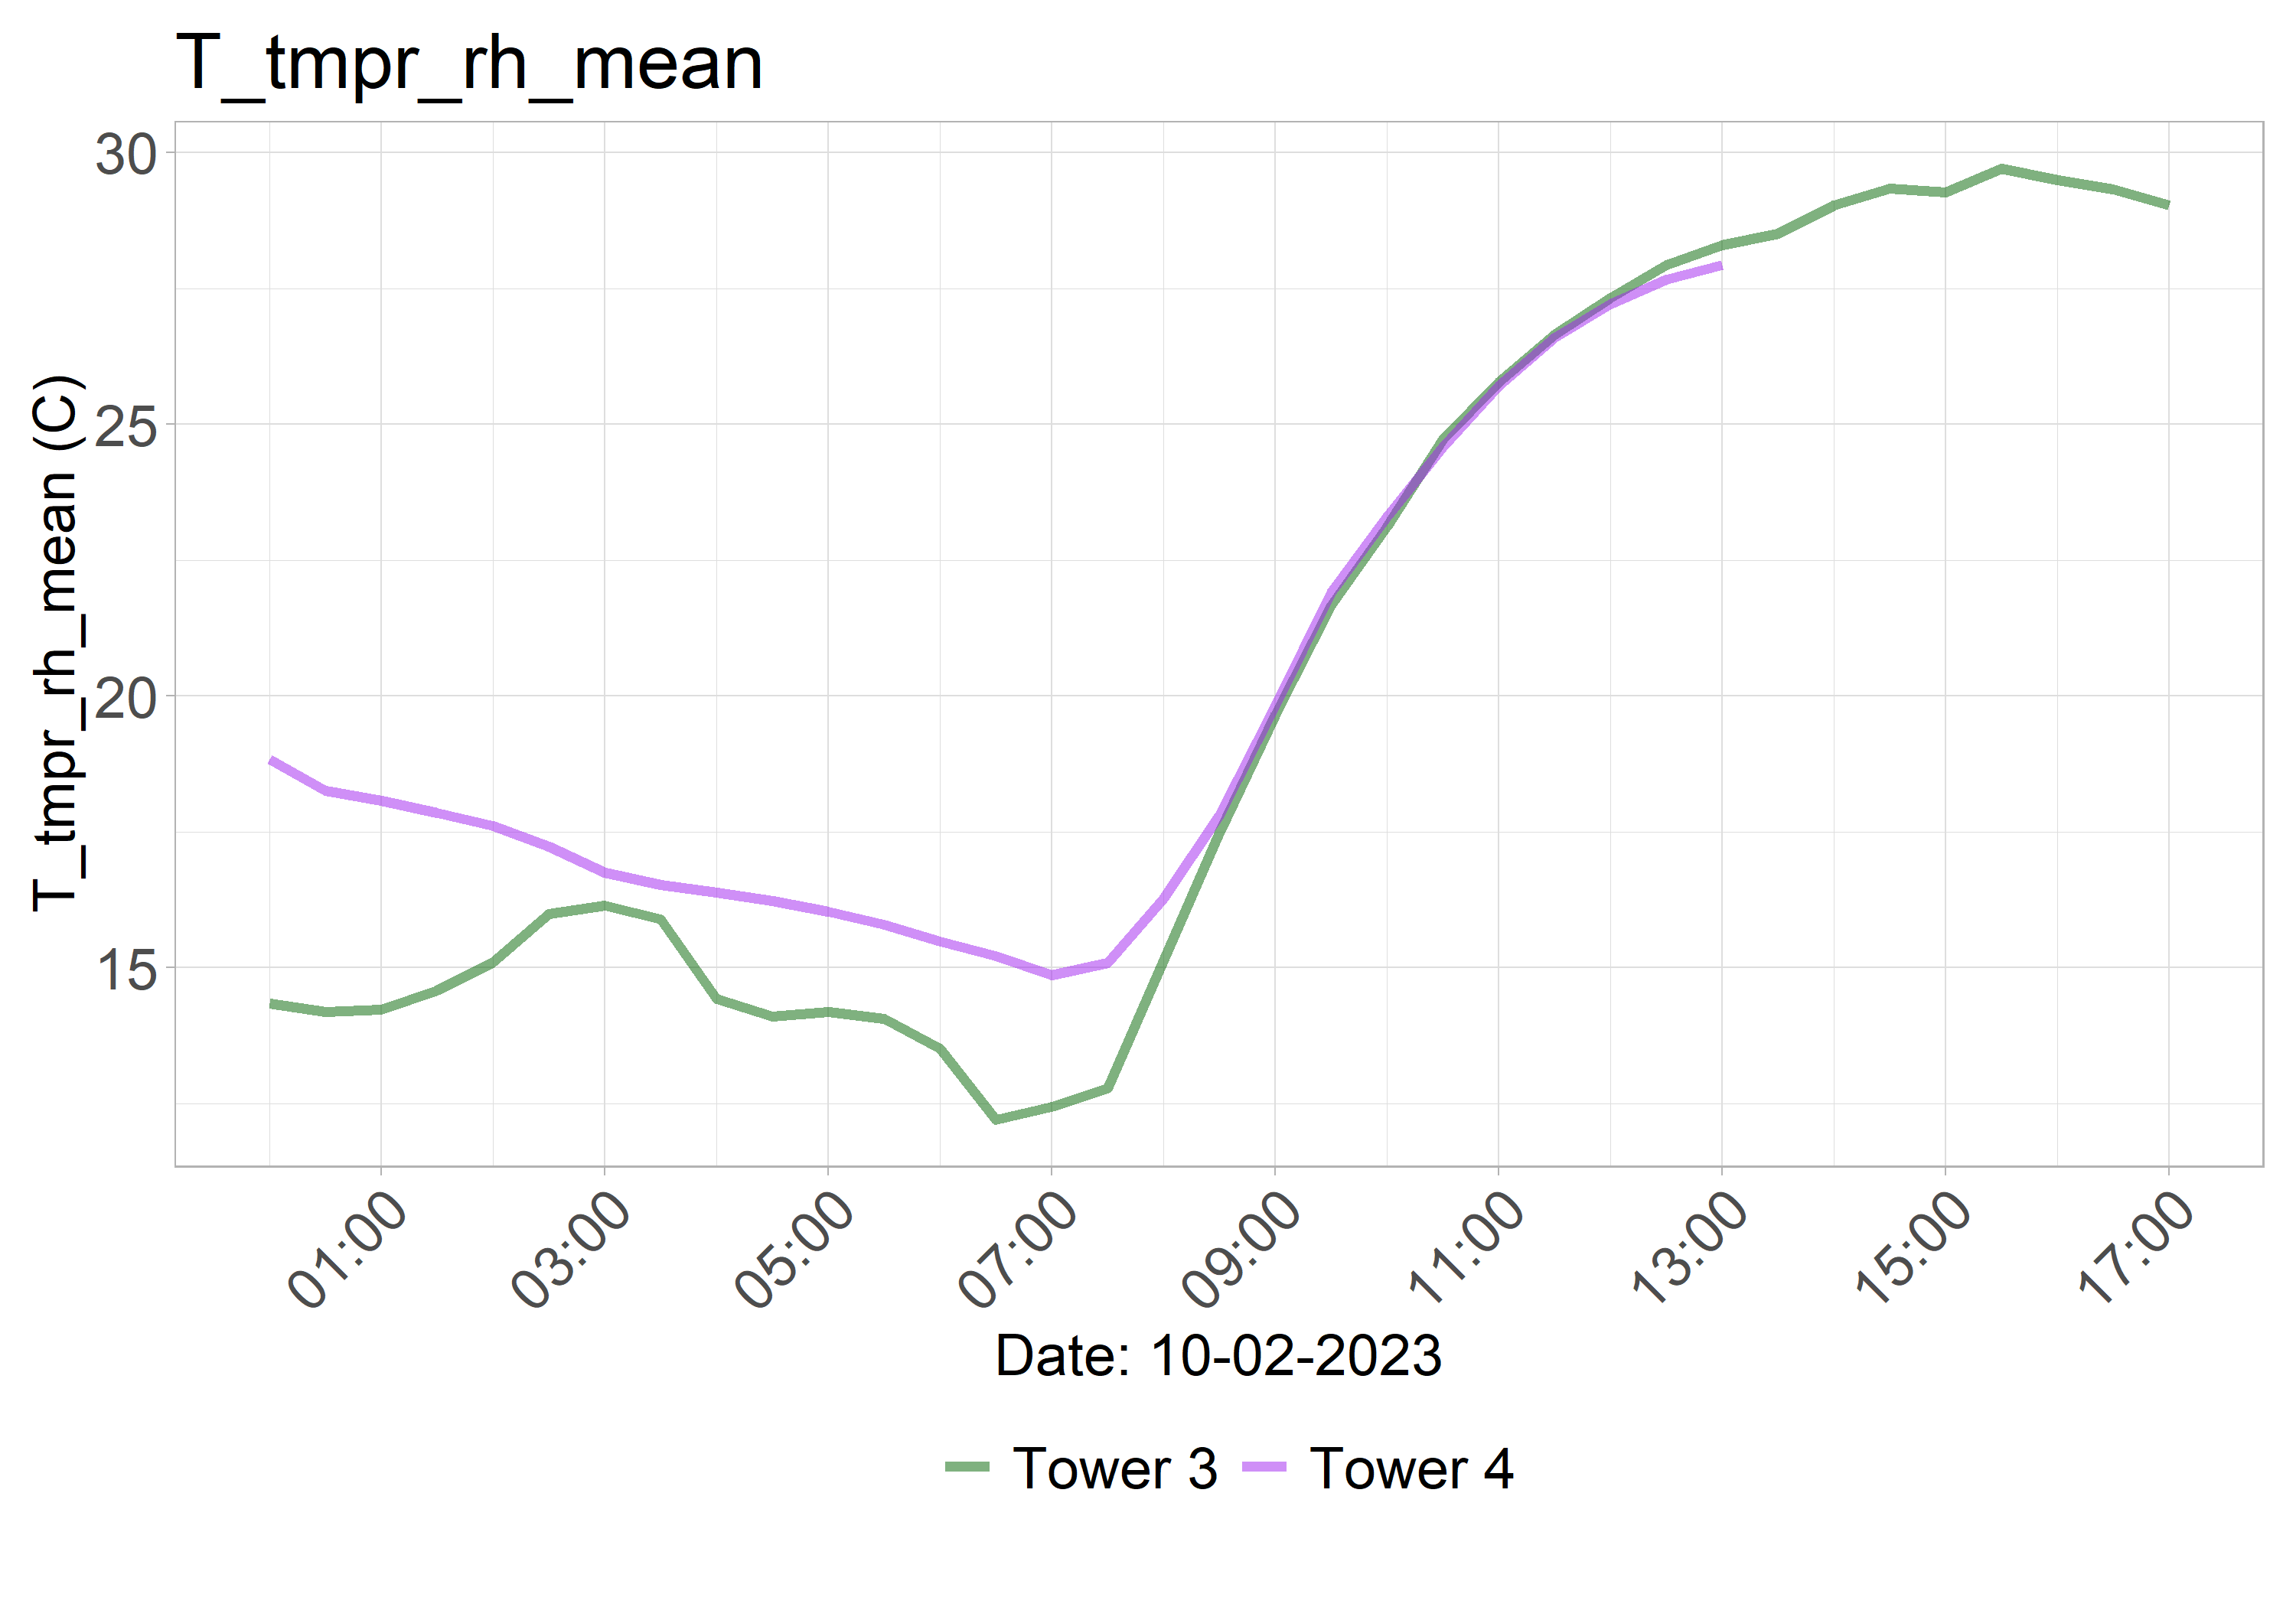 T_tmpr_rh_mean
T_tmpr_rh_mean (C)
30
25
20
15
01:00 03:00 05:00 07:00 09:00 11:00 13:00 15:00 17:00
Date: 10-02-2023
Tower 3 Tower 4